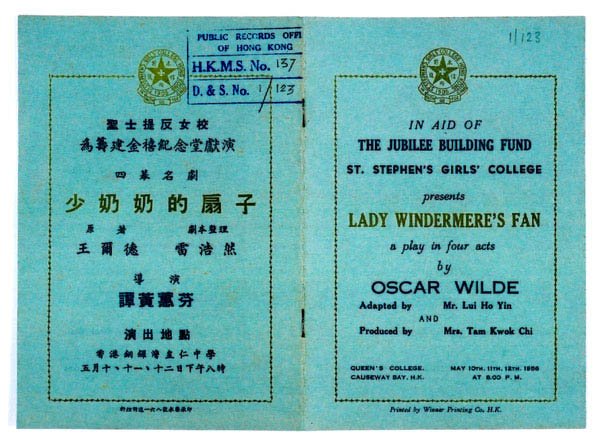 PUBLIC RECORDS OFFI
OF HONG KONG
H.K.M.S. No. 137
D. & S. No. 1/123
聖士提反女校
為籌建金禧紀念堂獻演
四幕名劇
少奶奶的扇子
原著 劇本整理
王爾德 雷浩然
導演
譚黃蕙芬
演出地點
香港銅鑼灣皇仁中學
五月十、十一、十二日下午八時
1/123
IN AID OF
THE JUBILEE BUILDING FUND
ST. STEPHEN'S GIRLS' COLLEGE
presents
LADY WINDERMERE'S FAN
a play in four acts
by
OSCAR WILDE
Adapted by Mr. Lui Ho Yin
AND
Produced by Mrs. Tam Kwok Chi
QUEEN'S COLLEGE. MAY 10TH. 11TH. 12TH. 1956
CAUSEWAY BAY. H.K. AT 8.00 P.M.
Printed by Winner Printing Co. H.K.